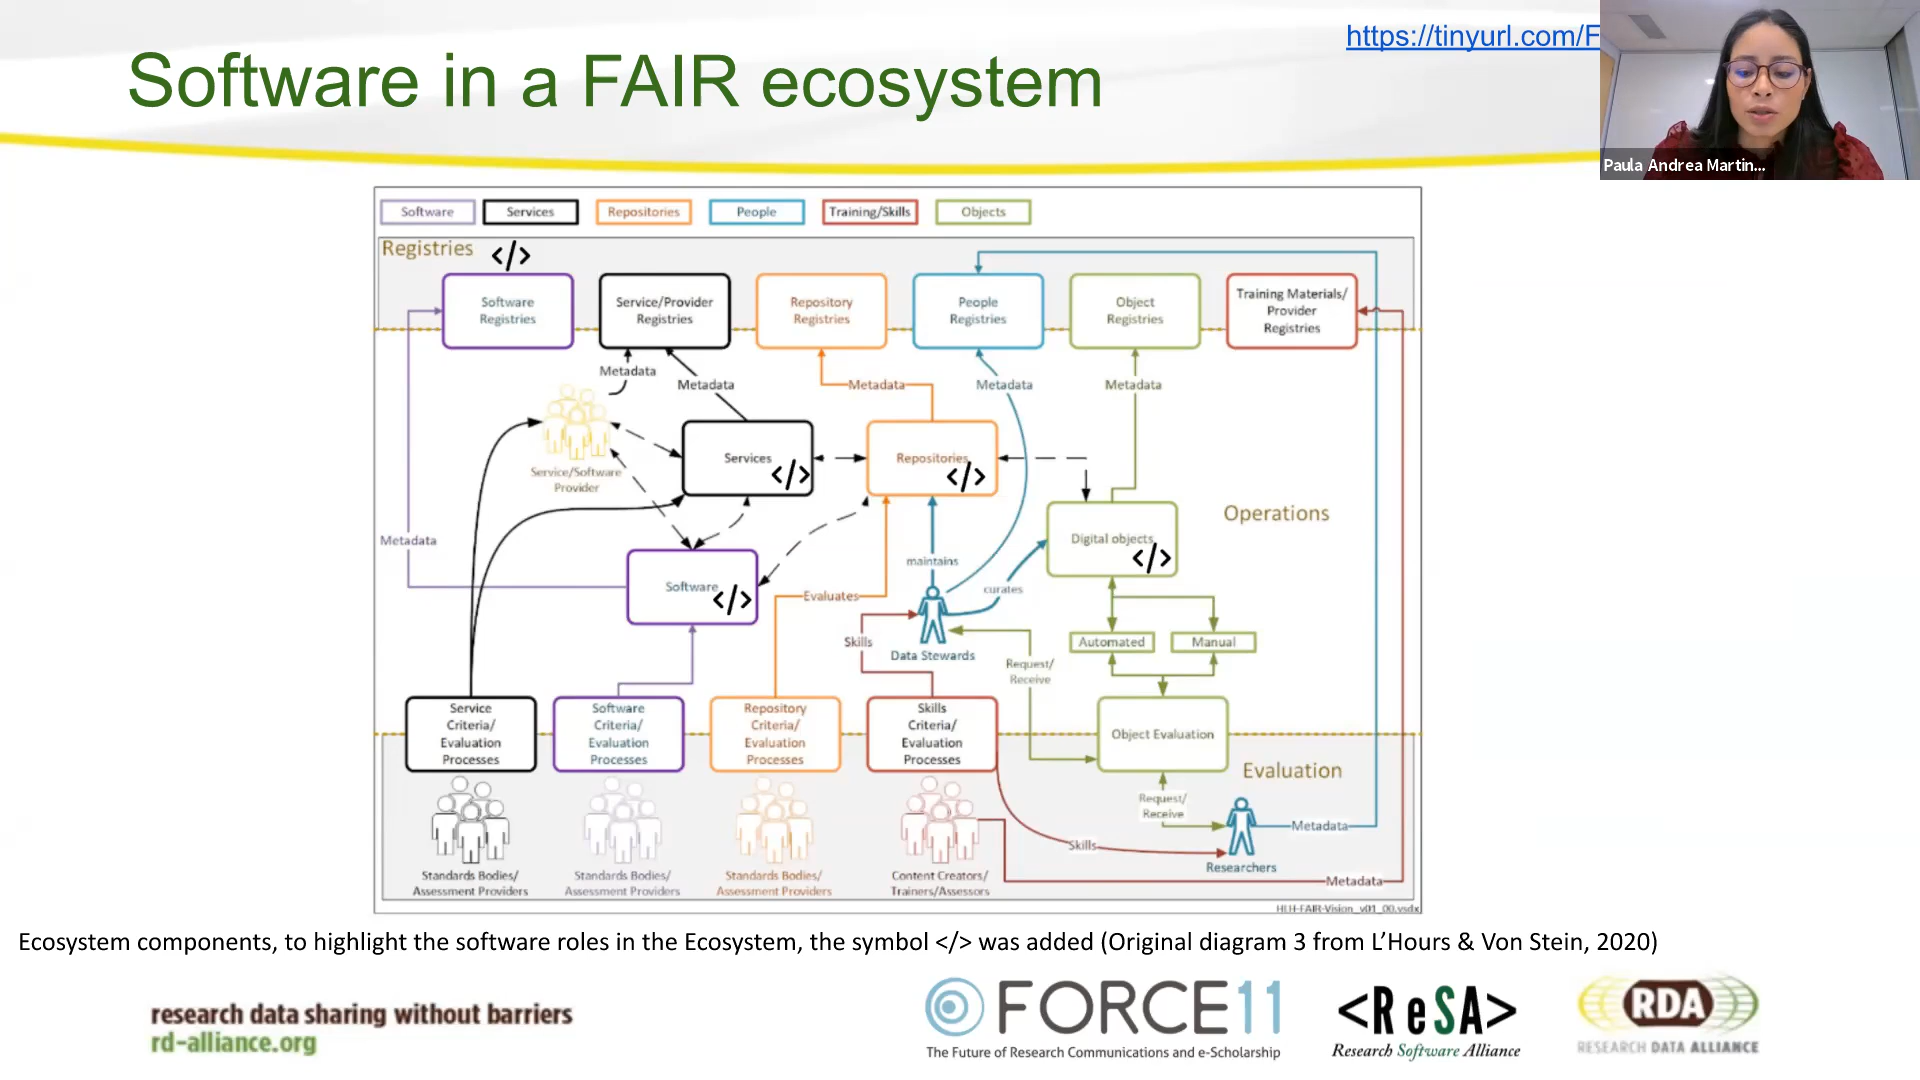 Software in a FAIR ecosystem
https://tinyurl.com/F
Paula Andrea Martin...
Software
Services
Repositories
People
Training/Skills
Objects
Registries </>
Software
Registries
Service/Provider
Registries
Repository
Registries
People
Registries
Object
Registries
Training Materials/
Provider
Registries
Metadata
Metadata
Metadata
Metadata
Metadata
Service/Software
Provider
Services </>
Repositories </>
Operations
Metadata
Digital objects </>
maintains
curates
Software </>
Evaluates
Skills
Data Stewards
Request/
Receive
Automated
Manual
Service
Criteria/
Evaluation
Processes
Software
Criteria/
Evaluation
Processes
Repository
Criteria/
Evaluation
Processes
Skills
Criteria/
Evaluation
Processes
Object Evaluation
Evaluation
Request/
Receive
Metadata
Skills
Researchers
Standards Bodies/
Assessment Providers
Standards Bodies/
Assessment Providers
Standards Bodies/
Assessment Providers
Content Creators/
Trainers/Assessors
Metadata
HLH-FAIR-Vision_v01_00.vsdx
Ecosystem components, to highlight the software roles in the Ecosystem, the symbol </> was added (Original diagram 3 from L’Hours & Von Stein, 2020)
research data sharing without barriers
rd-alliance.org
FORCE11
The Future of Research Communications and e-Scholarship
<ReSA>
Research Software Alliance
RDA
RESEARCH DATA ALLIANCE